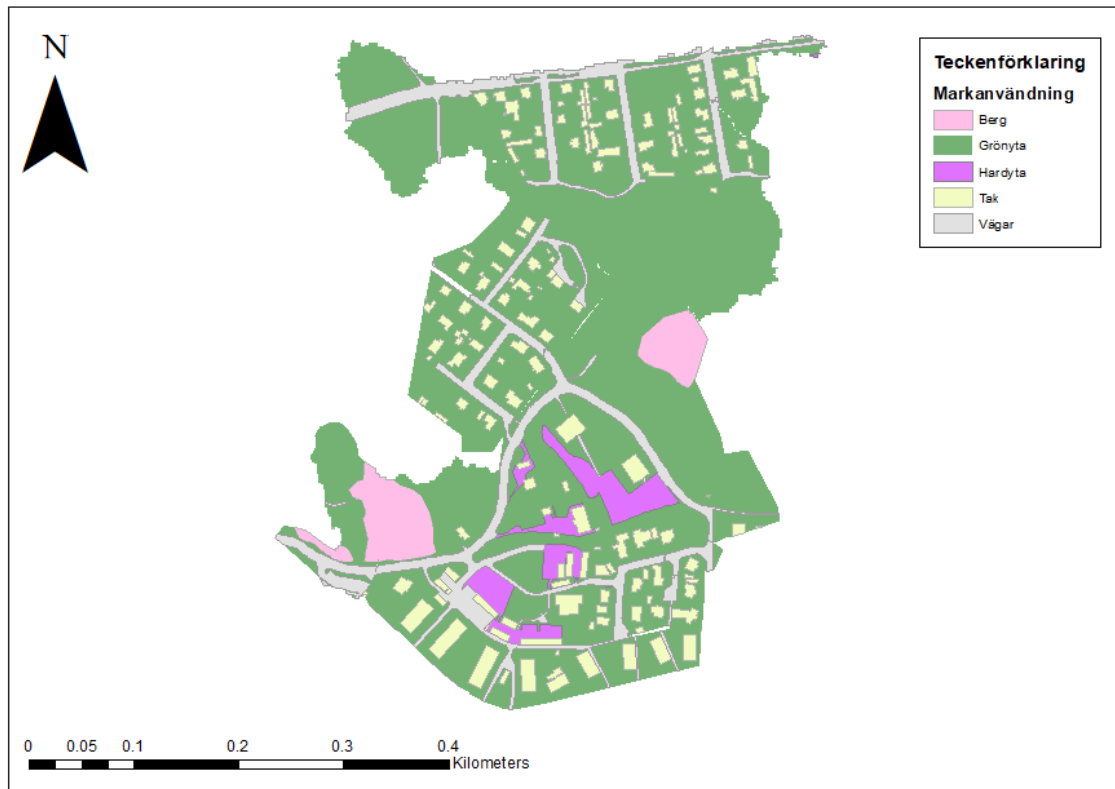 N
Teckenförklaring
Markanvändning
Berg
Grönyta
Hardyta
Tak
Vägar
0 0.05 0.1 0.2 0.3 0.4
Kilometers